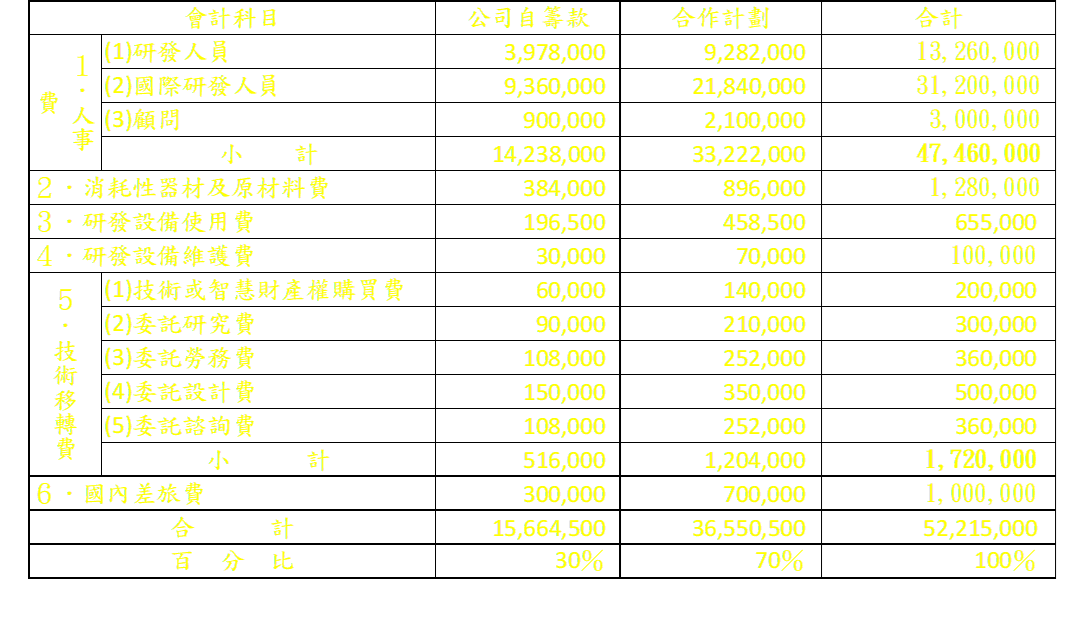 會計科目 公司自籌款 合作計劃 合計
1．人事費
(1)研發人員 3,978,000 9,282,000 13,260,000
(2)國際研發人員 9,360,000 21,840,000 31,200,000
(3)顧問 900,000 2,100,000 3,000,000
小計 14,238,000 33,222,000 47,460,000
2．消耗性器材及原材料費 384,000 896,000 1,280,000
3．研發設備使用費 196,500 458,500 655,000
4．研發設備維護費 30,000 70,000 100,000
5．技術移轉費
(1)技術或智慧財產權購買費 60,000 140,000 200,000
(2)委託研究費 90,000 210,000 300,000
(3)委託勞務費 108,000 252,000 360,000
(4)委託設計費 150,000 350,000 500,000
(5)委託諮詢費 108,000 252,000 360,000
小計 516,000 1,204,000 1,720,000
6．國內差旅費 300,000 700,000 1,000,000
合計 15,664,500 36,550,500 52,215,000
百分比 30% 70% 100%